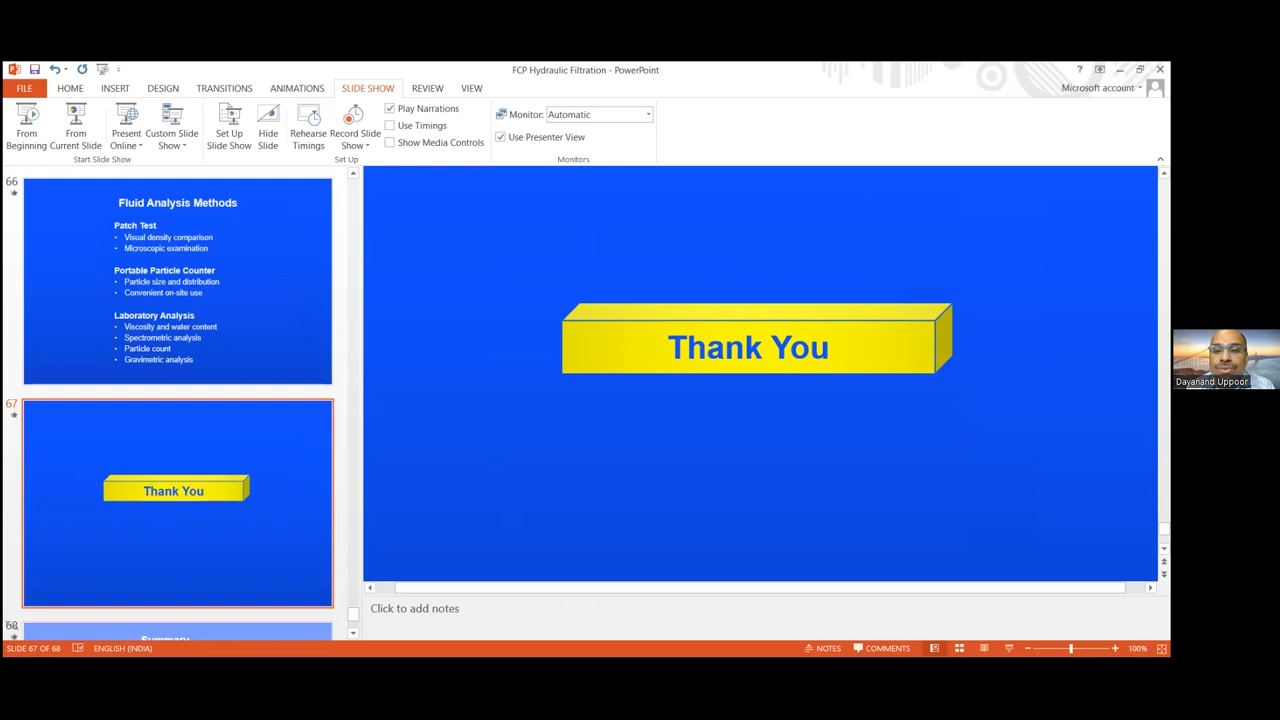 FCP Hydraulic Filtration - PowerPoint
FILE HOME INSERT DESIGN TRANSITIONS ANIMATIONS SLIDE SHOW REVIEW VIEW
Microsoft account
From Beginning
From Current Slide
Present Online
Custom Slide Show
Start Slide Show
Set Up Slide Show
Hide Slide
Rehearse Timings
Record Slide Show
Play Narrations
Use Timings
Show Media Controls
Set Up
Monitor: Automatic
Use Presenter View
Monitors
66
Fluid Analysis Methods
Patch Test
• Visual density comparison
• Microscopic examination
Portable Particle Counter
• Particle size and distribution
• Convenient on-site use
Laboratory Analysis
• Viscosity and water content
• Spectrometric analysis
• Particle count
• Gravimetric analysis
67
Thank You
68
Summary
Thank You
Click to add notes
Dayanand Uppoor
SLIDE 67 OF 68 ENGLISH (INDIA) NOTES COMMENTS 100%